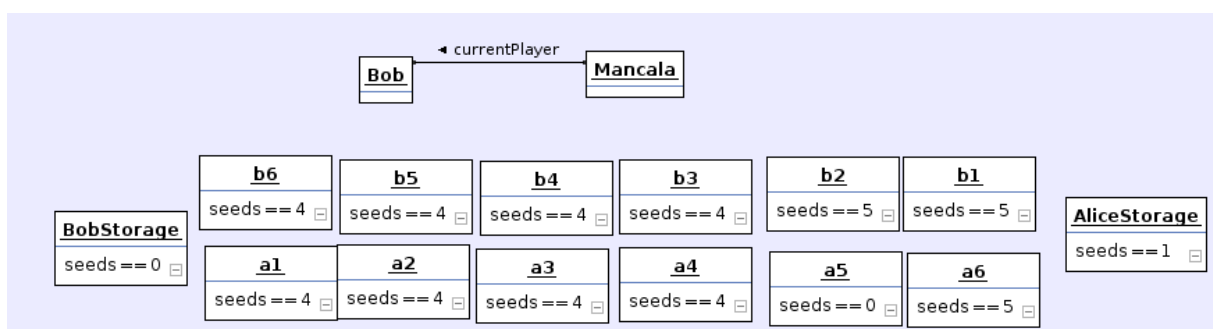 ◄ currentPlayer
Bob
Mancala
b6
seeds == 4
b5
seeds == 4
b4
seeds == 4
b3
seeds == 4
b2
seeds == 5
b1
seeds == 5
BobStorage
seeds == 0
AliceStorage
seeds == 1
a1
seeds == 4
a2
seeds == 4
a3
seeds == 4
a4
seeds == 4
a5
seeds == 0
a6
seeds == 5